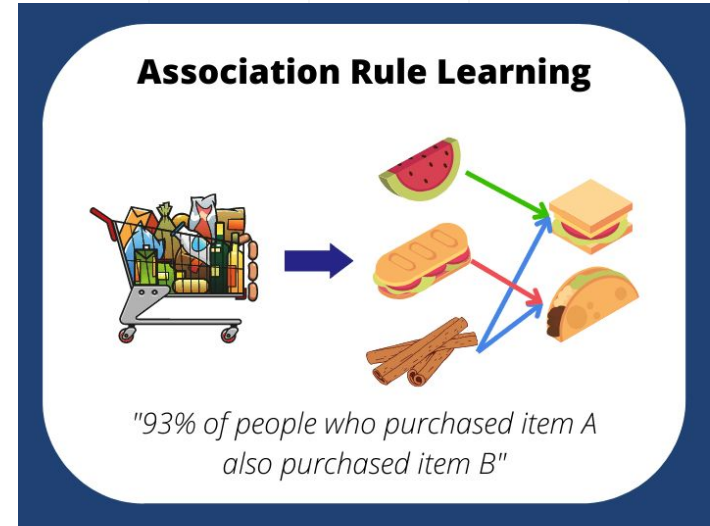 Association Rule Learning
"93% of people who purchased item A
also purchased item B"